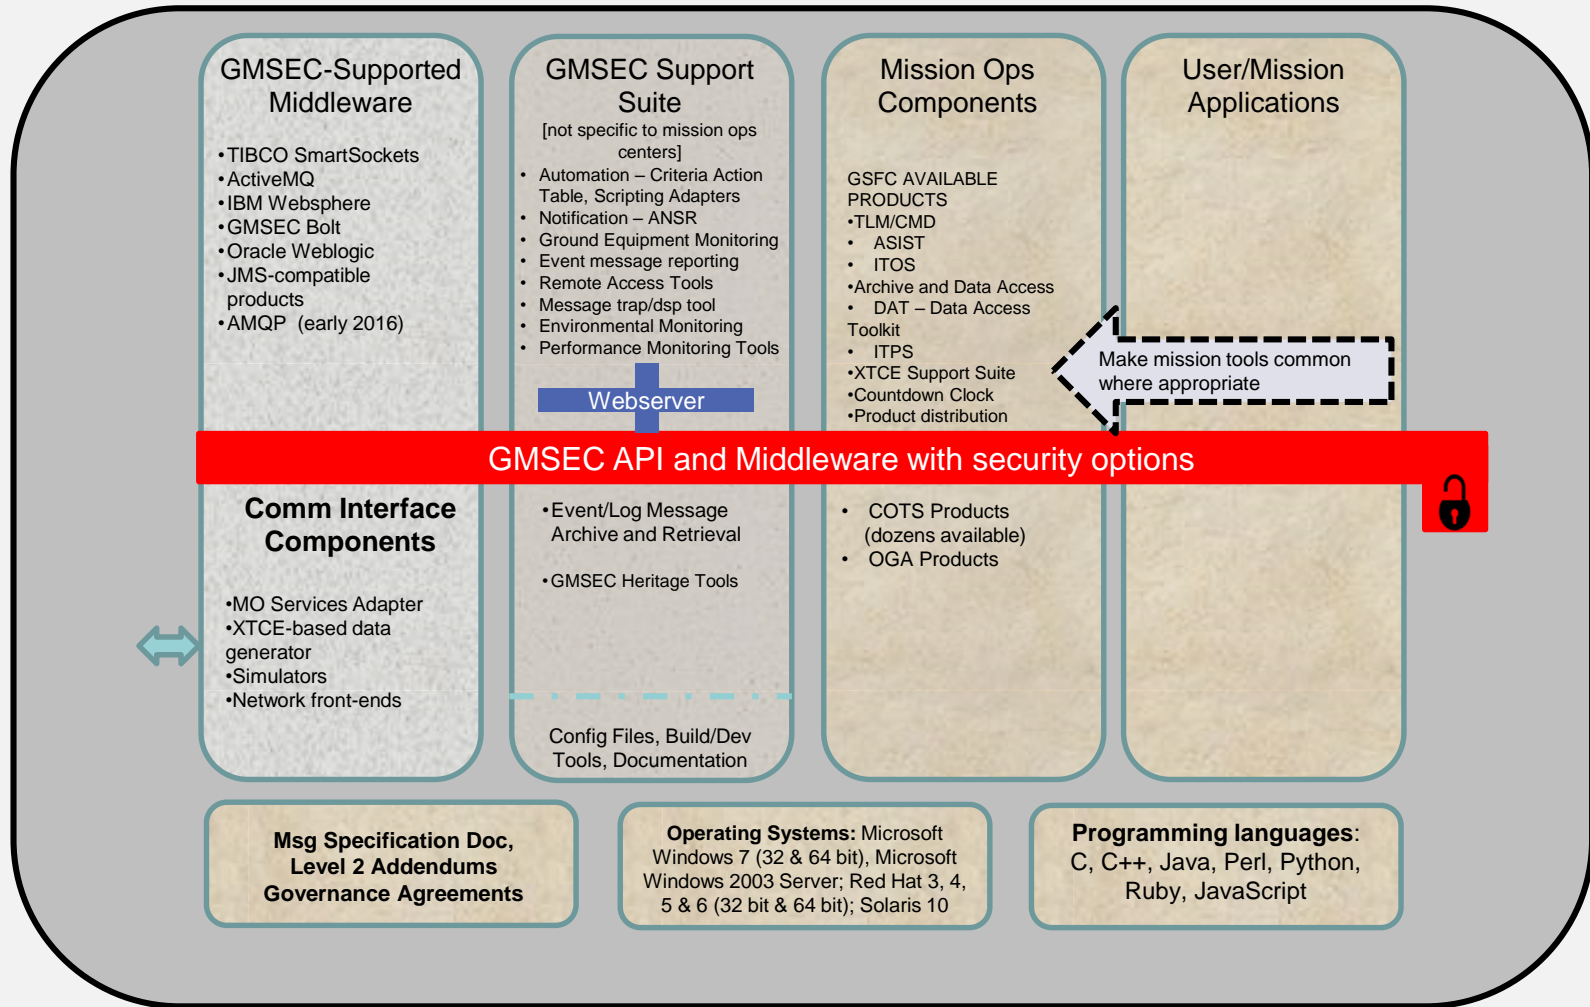 GMSEC-Supported
Middleware
•TIBCO SmartSockets
•ActiveMQ
•IBM Websphere
•GMSEC Bolt
•Oracle Weblogic
•JMS-compatible
products
•AMQP (early 2016)
GMSEC Support
Suite
[not specific to mission ops
centers]
• Automation – Criteria Action
Table, Scripting Adapters
• Notification – ANSR
• Ground Equipment Monitoring
• Event message reporting
• Remote Access Tools
• Message trap/dsp tool
• Environmental Monitoring
• Performance Monitoring Tools
Webserver
Mission Ops
Components
GSFC AVAILABLE
PRODUCTS
•TLM/CMD
• ASIST
• ITOS
•Archive and Data Access
• DAT – Data Access
Toolkit
• ITPS
•XTCE Support Suite
•Countdown Clock
•Product distribution
User/Mission
Applications
Make mission tools common
where appropriate
GMSEC API and Middleware with security options
Comm Interface
Components
•MO Services Adapter
•XTCE-based data
generator
•Simulators
•Network front-ends
•Event/Log Message
Archive and Retrieval
•GMSEC Heritage Tools
Config Files, Build/Dev
Tools, Documentation
• COTS Products
(dozens available)
• OGA Products
Msg Specification Doc,
Level 2 Addendums
Governance Agreements
Operating Systems: Microsoft
Windows 7 (32 & 64 bit), Microsoft
Windows 2003 Server; Red Hat 3, 4,
5 & 6 (32 bit & 64 bit); Solaris 10
Programming languages:
C, C++, Java, Perl, Python,
Ruby, JavaScript